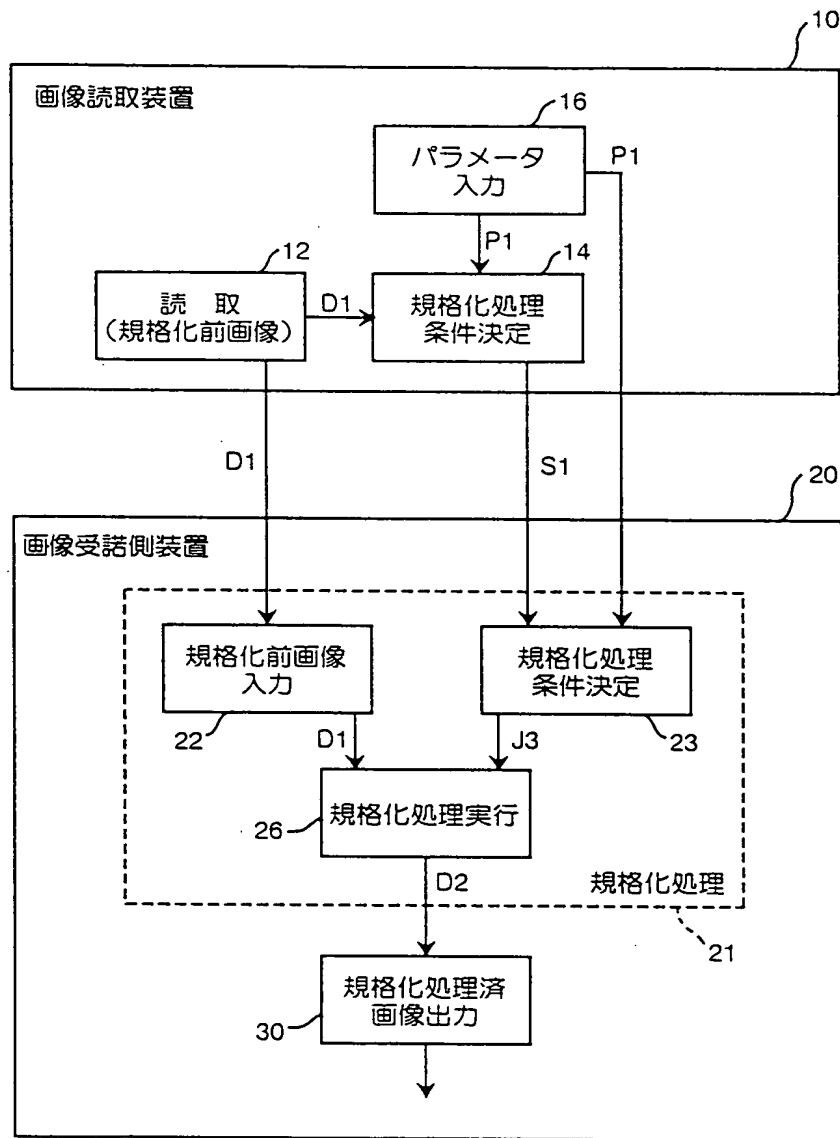 10
画像読取装置
16
パラメータ
入力
P1
P1
12
14
読 取
(規格化前画像)
D1
規格化処理
条件決定
D1
S1
20
画像受諾側装置
規格化前画像
入力
22
規格化処理
条件決定
23
D1
J3
規格化処理実行
26
D2
規格化処理
21
規格化処理済
画像出力
30